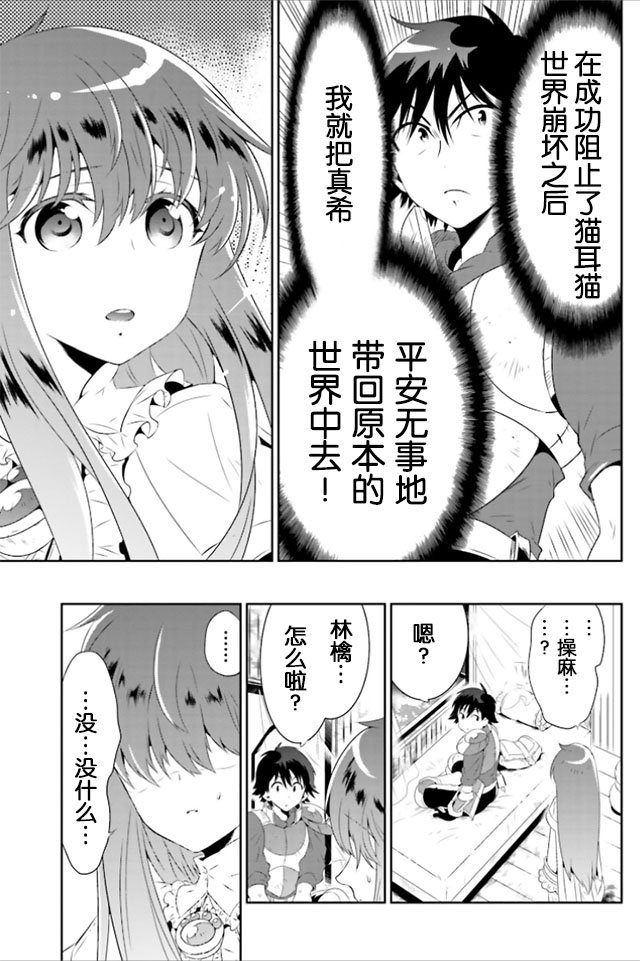 在成功阻止了猫耳猫
世界崩坏之后
我就把真希
平安无事地
带回原本的
世界中去！
…
…操麻…
…？
嗯？
林檎…
怎么啦？
……
…没…没什么…